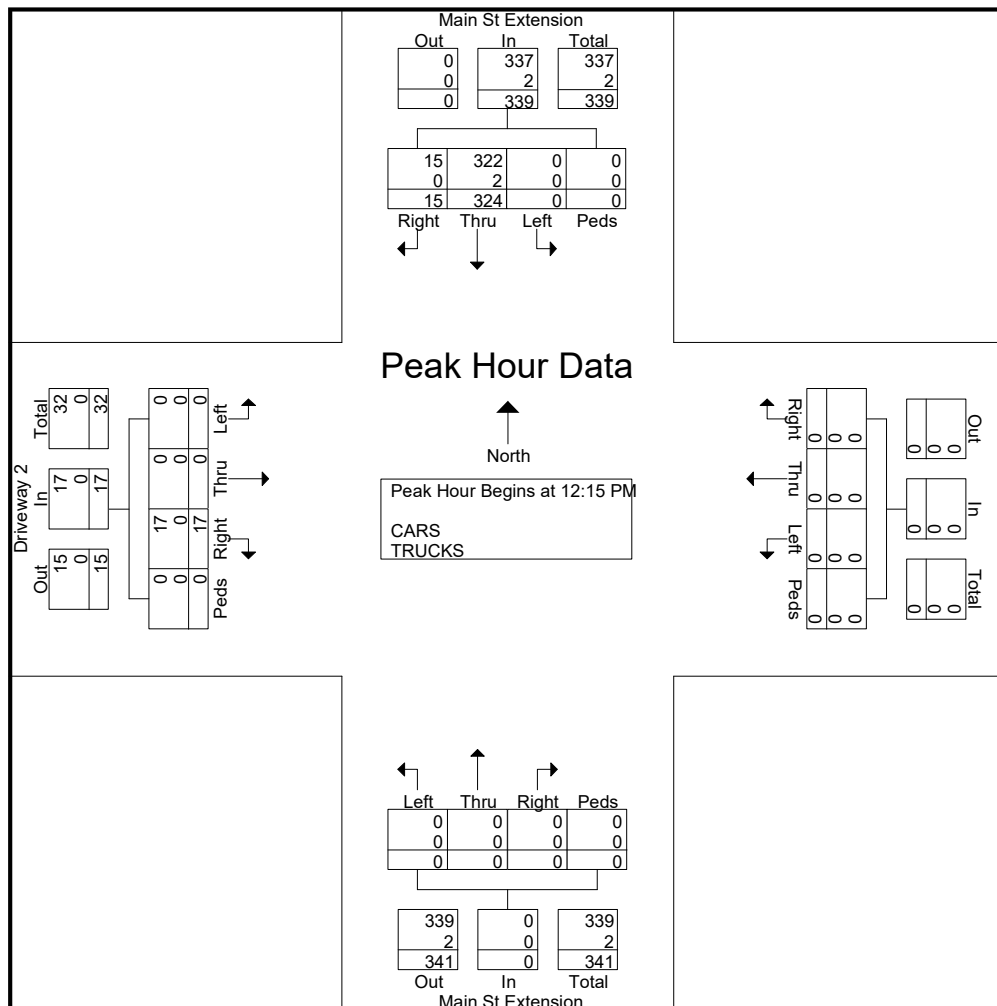 Main St Extension
Out In Total
0 337 337
0 2 2
0 339 339
15 322 0 0
0 2 0 0
15 324 0 0
Right Thru Left Peds
Peak Hour Data
North
Peak Hour Begins at 12:15 PM
CARS
TRUCKS
Driveway 2
Out In Total
15 17 32
0 0 0
15 17 32
Peds Right Thru Left
0 17 0 0
0 0 0 0
0 17 0 0
Out In Total
0 0 0
0 0 0
0 0 0
Right Thru Left Peds
0 0 0 0
0 0 0 0
0 0 0 0
Left Thru Right Peds
0 0 0 0
0 0 0 0
0 0 0 0
339 0 339
2 0 2
341 0 341
Out In Total
Main St Extension